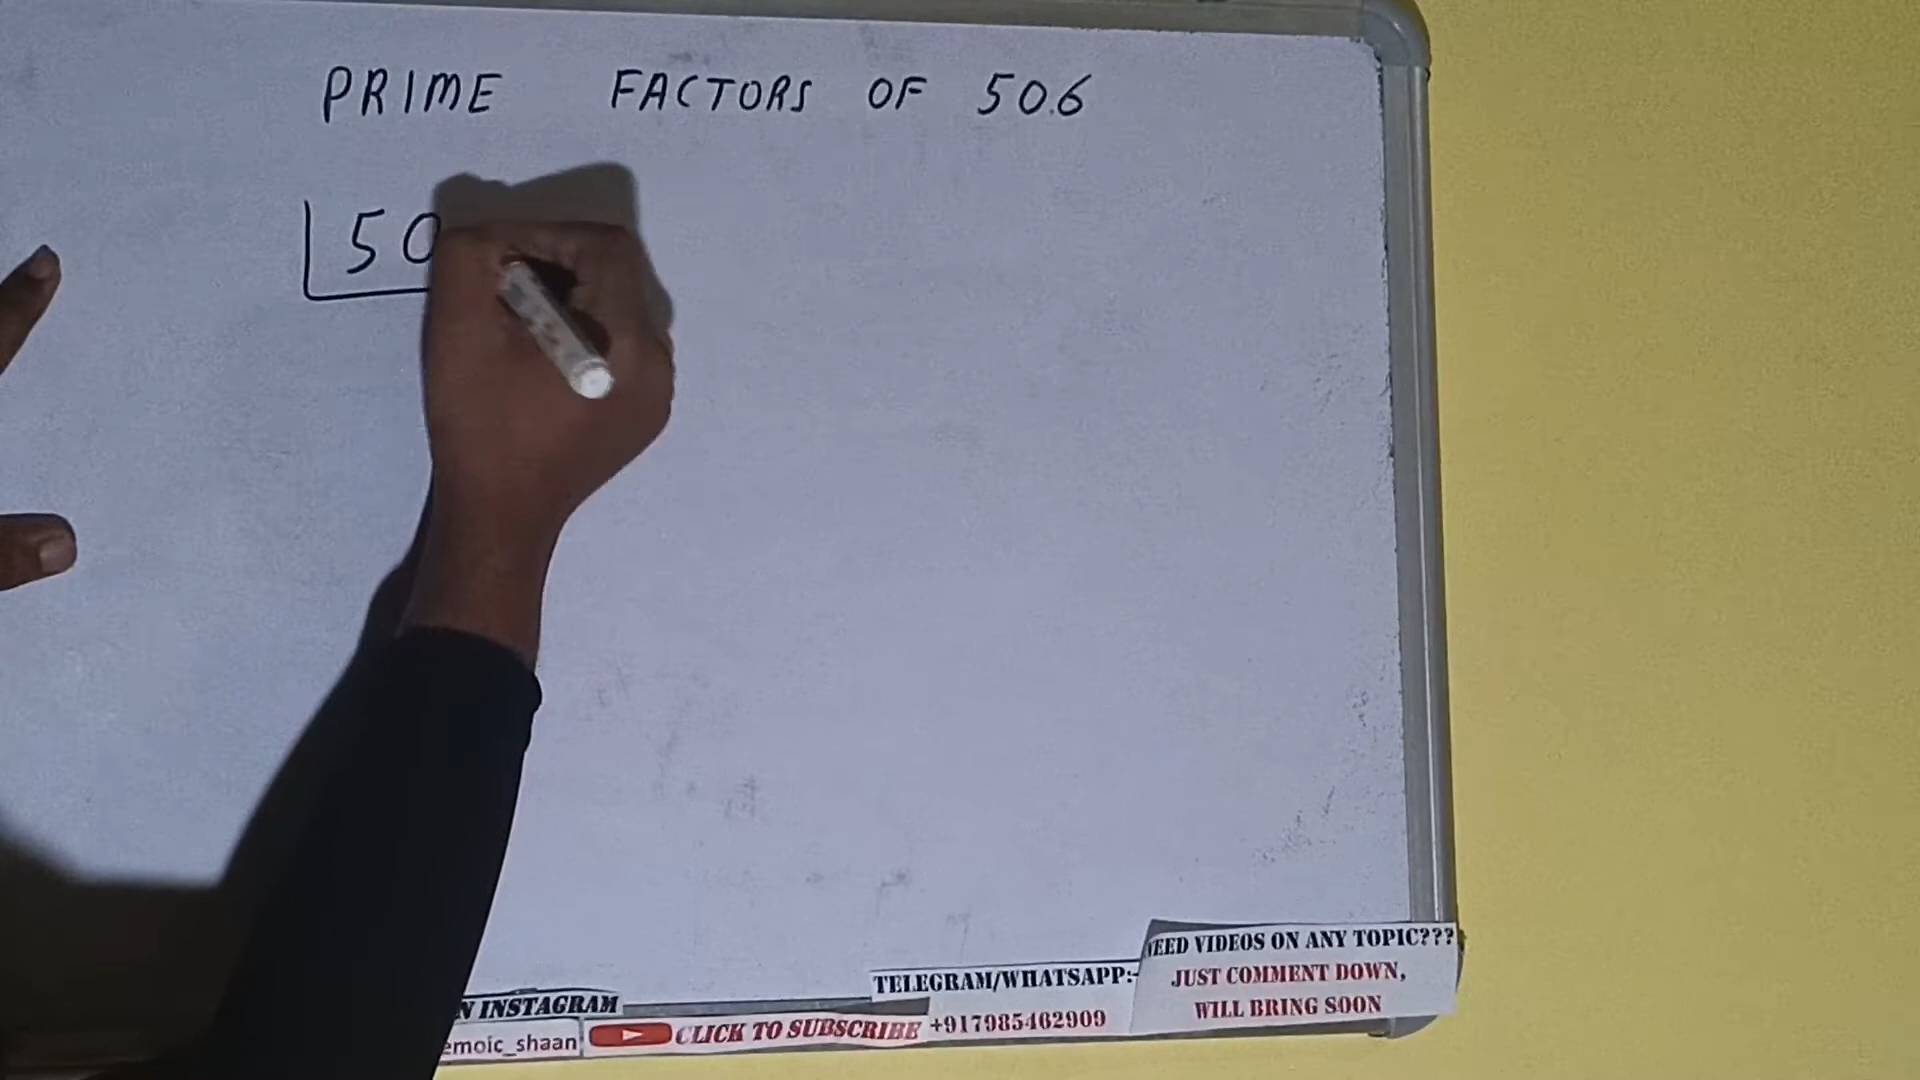 PRIME FACTORS OF 506
50
NEED VIDEOS ON ANY TOPIC???
JUST COMMENT DOWN,
WILL BRING SOON
TELEGRAM/WHATSAPP:-
+917985462909
N INSTAGRAM
emoic_shaan
CLICK TO SUBSCRIBE